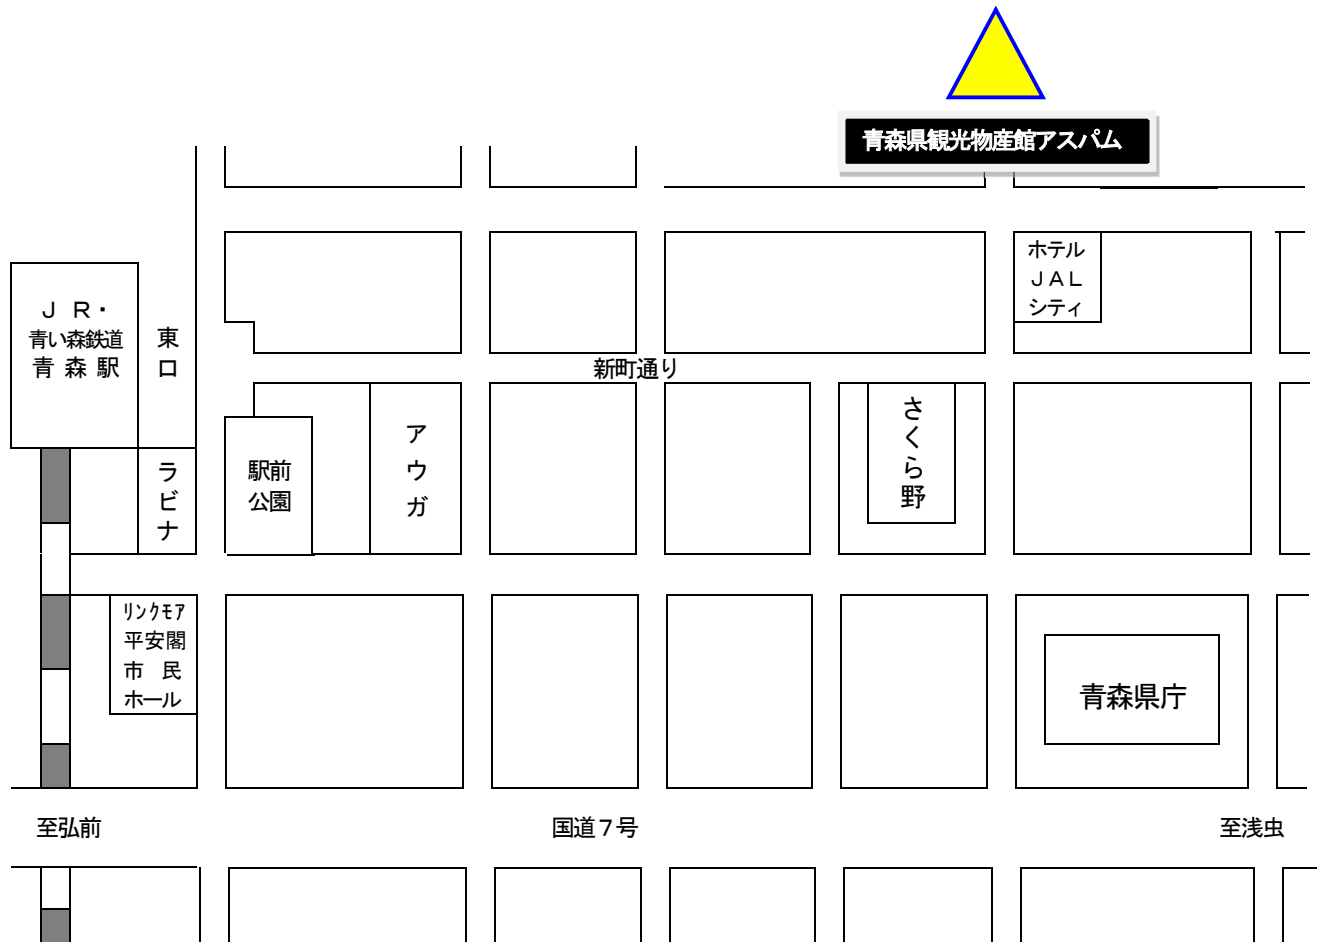 青森県観光物産館アスパム
ホテル
ＪＡＬ
シティ
ＪＲ・
青い森鉄道
青森駅
東
口
新町通り
ラ
ビ
ナ
駅前
公園
ア
ウ
ガ
さ
く
ら
野
ﾘﾝｸﾓｱ
平安閣
市　民
ホール
青森県庁
至弘前
国道７号
至浅虫